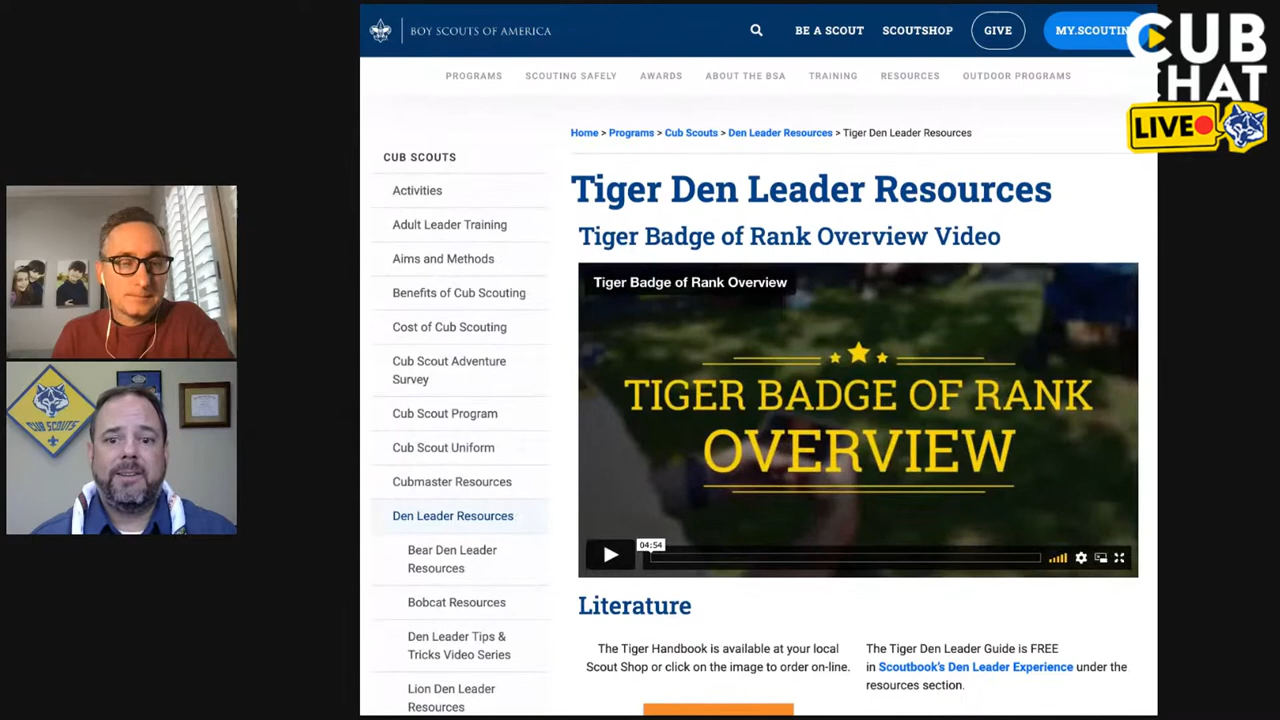 BOY SCOUTS OF AMERICA
BE A SCOUT
SCOUTSHOP
GIVE
MY.SCOUTIN
CUB
CHAT
LIVE
PROGRAMS
SCOUTING SAFELY
AWARDS
ABOUT THE BSA
TRAINING
RESOURCES
OUTDOOR PROGRAMS
Home > Programs > Cub Scouts > Den Leader Resources > Tiger Den Leader Resources
CUB SCOUTS
Activities
Adult Leader Training
Aims and Methods
Benefits of Cub Scouting
Cost of Cub Scouting
Cub Scout Adventure
Survey
Cub Scout Program
Cub Scout Uniform
Cubmaster Resources
Den Leader Resources
Bear Den Leader
Resources
Bobcat Resources
Den Leader Tips &
Tricks Video Series
Lion Den Leader
Resources
Tiger Den Leader Resources
Tiger Badge of Rank Overview Video
Tiger Badge of Rank Overview
TIGER BADGE OF RANK
OVERVIEW
04:54
Literature
The Tiger Handbook is available at your local
Scout Shop or click on the image to order on-line.
The Tiger Den Leader Guide is FREE
in Scoutbook's Den Leader Experience under the
resources section.
CUB SCOUTS